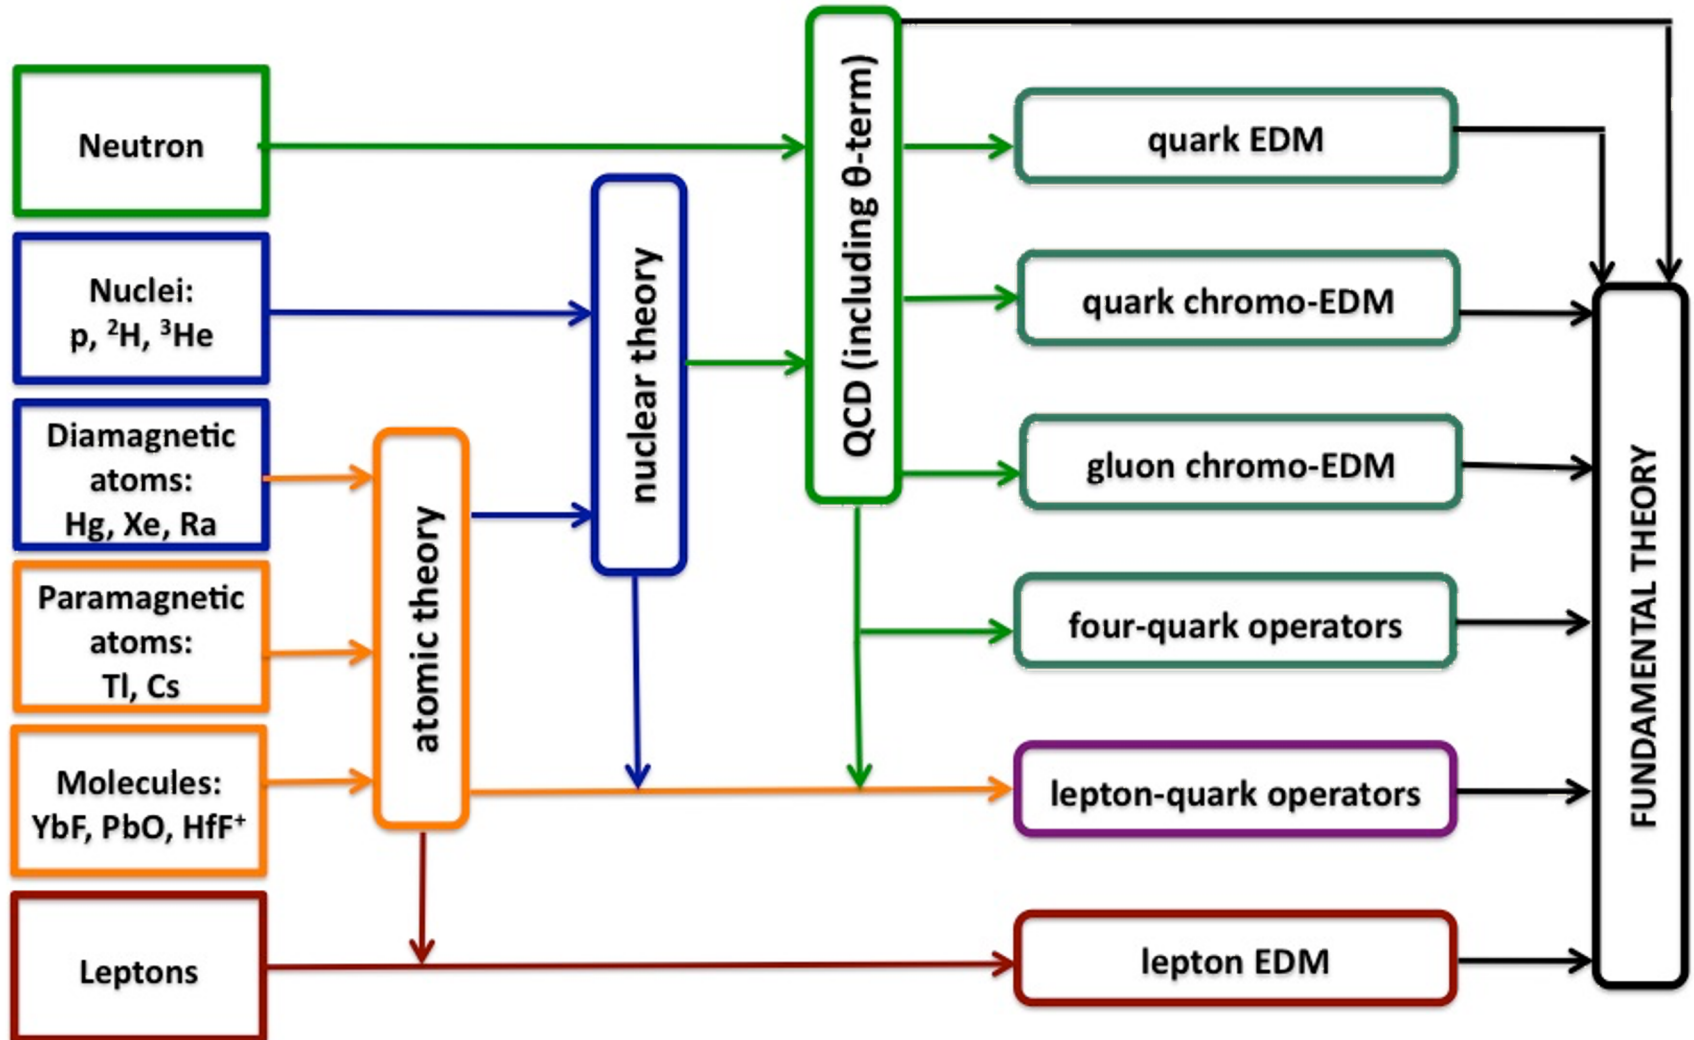 Neutron
Nuclei:
p, ²H, ³He
Diamagnetic
atoms:
Hg, Xe, Ra
Paramagnetic
atoms:
Tl, Cs
Molecules:
YbF, PbO, HfF⁺
Leptons
atomic theory
nuclear theory
QCD (including θ-term)
quark EDM
quark chromo-EDM
gluon chromo-EDM
four-quark operators
lepton-quark operators
lepton EDM
FUNDAMENTAL THEORY